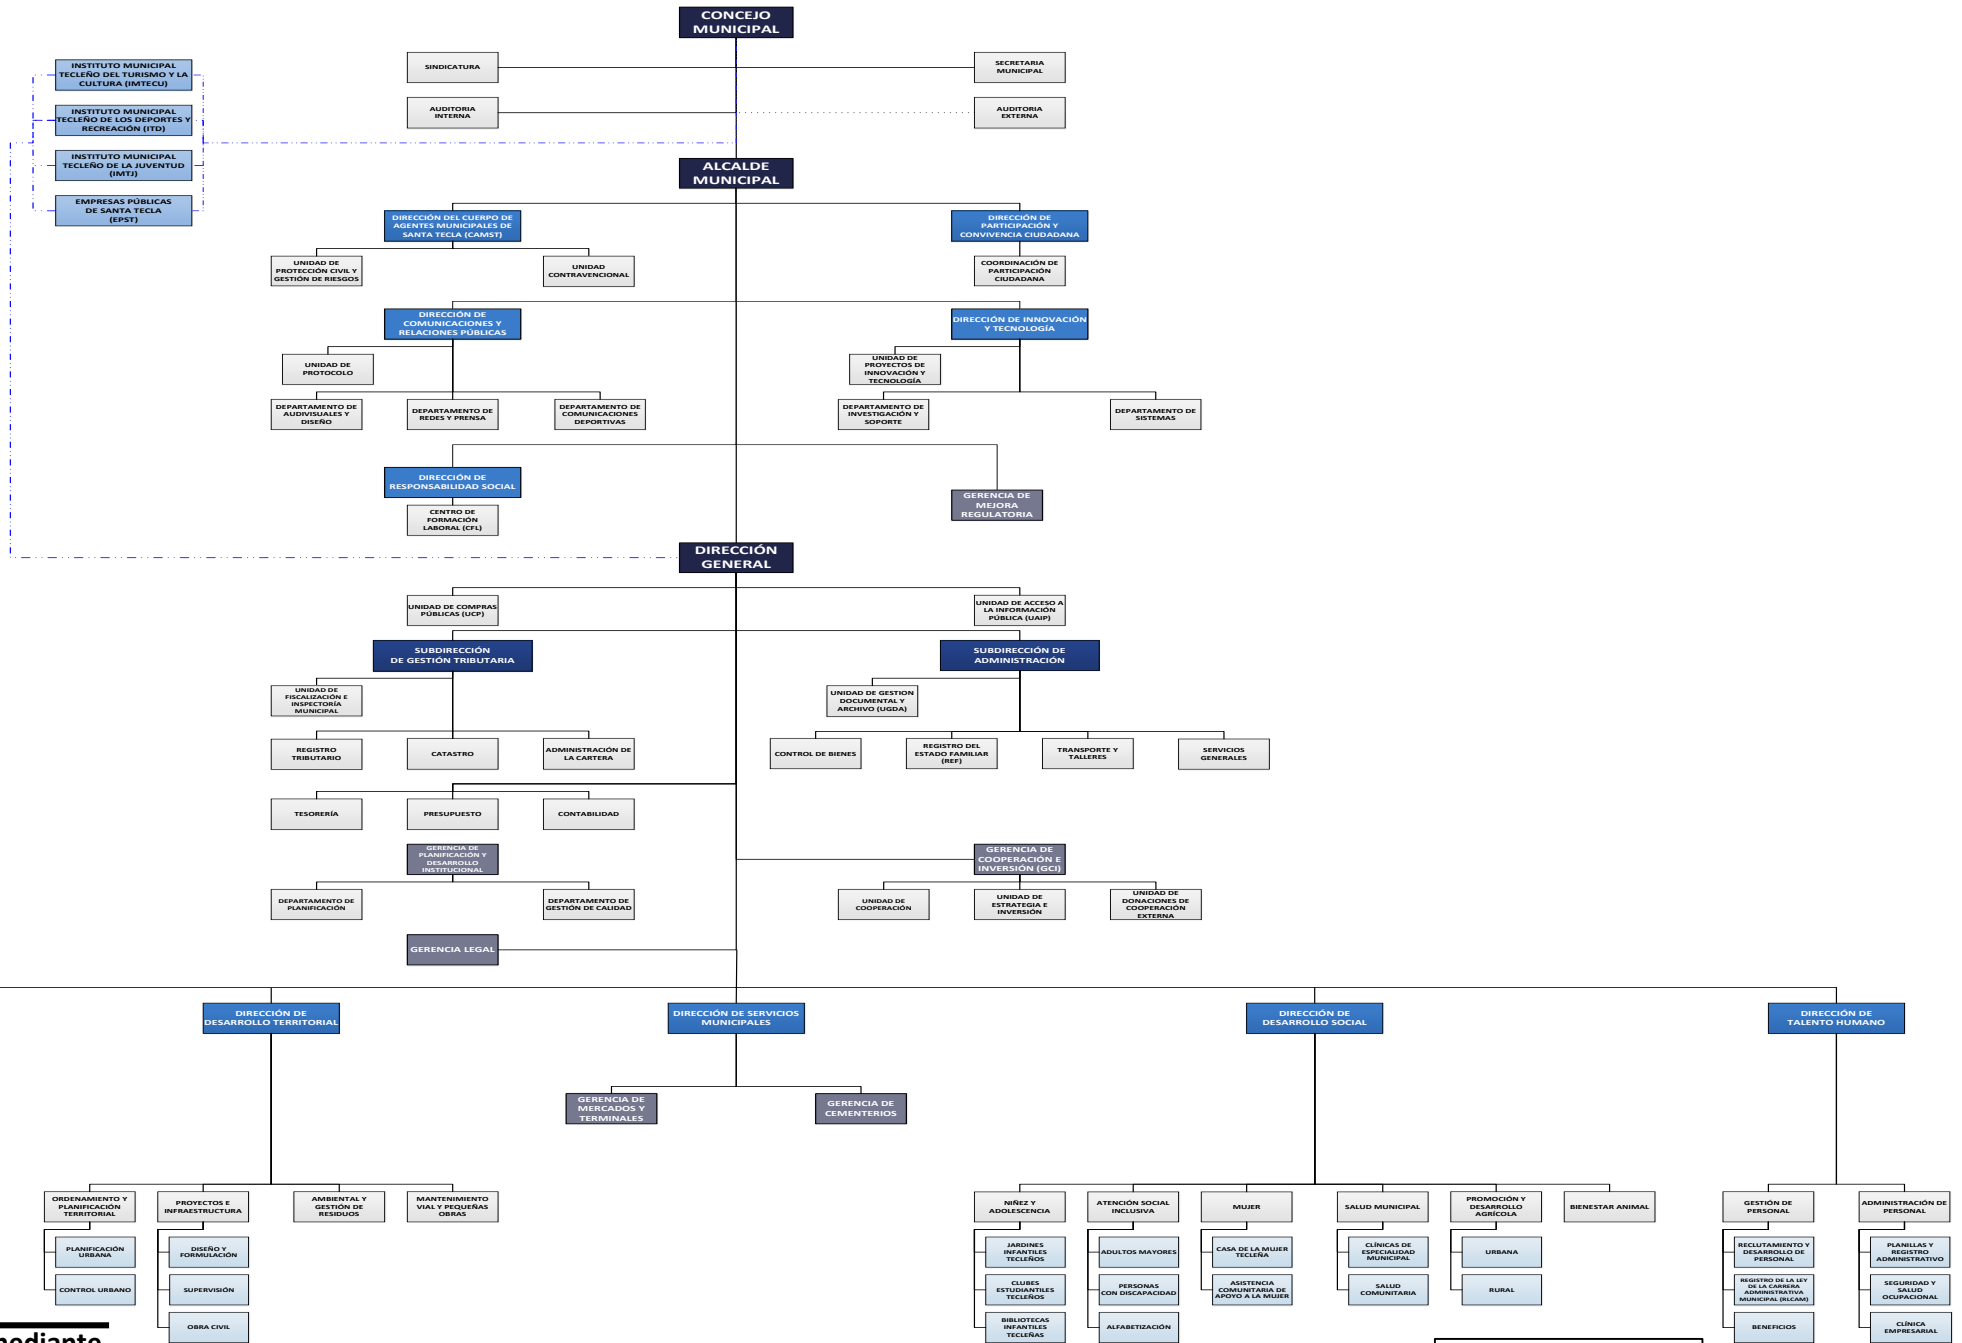 CONCEJO
MUNICIPAL
SINDICATURA
SECRETARIA
MUNICIPAL
AUDITORIA
INTERNA
AUDITORIA
EXTERNA
INSTITUTO MUNICIPAL
TECLEÑO DEL TURISMO Y LA
CULTURA (IMTECU)
INSTITUTO MUNICIPAL
TECLEÑO DE LOS DEPORTES Y
RECREACIÓN (ITD)
INSTITUTO MUNICIPAL
TECLEÑO DE LA JUVENTUD
(IMTJ)
EMPRESAS PÚBLICAS
DE SANTA TECLA
(EPST)
ALCALDE
MUNICIPAL
DIRECCIÓN DEL CUERPO DE
AGENTES MUNICIPALES DE
SANTA TECLA (CAMST)
DIRECCIÓN DE
PARTICIPACIÓN Y
CONVIVENCIA CIUDADANA
UNIDAD DE
PROTECCIÓN CIVIL Y
GESTIÓN DE RIESGOS
UNIDAD
CONTRAVENCIONAL
COORDINACIÓN DE
PARTICIPACIÓN
CIUDADANA
DIRECCIÓN DE
COMUNICACIONES Y
RELACIONES PÚBLICAS
DIRECCIÓN DE INNOVACIÓN
Y TECNOLOGÍA
UNIDAD DE
PROTOCOLO
UNIDAD DE
PROYECTOS DE
INNOVACIÓN Y
TECNOLOGÍA
DEPARTAMENTO DE
AUDIVISUALES Y
DISEÑO
DEPARTAMENTO DE
REDES Y PRENSA
DEPARTAMENTO DE
COMUNICACIONES
DEPORTIVAS
DEPARTAMENTO DE
INVESTIGACIÓN Y
SOPORTE
DEPARTAMENTO DE
SISTEMAS
DIRECCIÓN DE
RESPONSABILIDAD SOCIAL
GERENCIA DE
MEJORA
REGULATORIA
CENTRO DE
FORMACIÓN
LABORAL (CFL)
DIRECCIÓN
GENERAL
UNIDAD DE COMPRAS
PÚBLICAS (UCP)
UNIDAD DE ACCESO A
LA INFORMACIÓN
PÚBLICA (UAIP)
SUBDIRECCIÓN
DE GESTIÓN TRIBUTARIA
SUBDIRECCIÓN DE
ADMINISTRACIÓN
UNIDAD DE
FISCALIZACIÓN E
INSPECTORÍA
MUNICIPAL
UNIDAD DE GESTION
DOCUMENTAL Y
ARCHIVO (UGDA)
REGISTRO
TRIBUTARIO
CATASTRO
ADMINISTRACIÓN DE
LA CARTERA
CONTROL DE BIENES
REGISTRO DEL
ESTADO FAMILIAR
(REF)
TRANSPORTE Y
TALLERES
SERVICIOS
GENERALES
TESORERÍA
PRESUPUESTO
CONTABILIDAD
GERENCIA DE
PLANIFICACIÓN Y
DESARROLLO
INSTITUCIONAL
GERENCIA DE
COOPERACIÓN E
INVERSIÓN (GCI)
DEPARTAMENTO DE
PLANIFICACIÓN
DEPARTAMENTO DE
GESTIÓN DE CALIDAD
UNIDAD DE
COOPERACIÓN
UNIDAD DE
ESTRATEGIA E
INVERSIÓN
UNIDAD DE
DONACIONES DE
COOPERACIÓN
EXTERNA
GERENCIA LEGAL
DIRECCIÓN DE
DESARROLLO TERRITORIAL
DIRECCIÓN DE SERVICIOS
MUNICIPALES
DIRECCIÓN DE
DESARROLLO SOCIAL
DIRECCIÓN DE
TALENTO HUMANO
GERENCIA DE
MERCADOS Y
TERMINALES
GERENCIA DE
CEMENTERIOS
ORDENAMIENTO Y
PLANIFICACIÓN
TERRITORIAL
PROYECTOS E
INFRAESTRUCTURA
AMBIENTAL Y
GESTIÓN DE
RESIDUOS
MANTENIMIENTO
VIAL Y PEQUEÑAS
OBRAS
NIÑEZ Y
ADOLESCENCIA
ATENCIÓN SOCIAL
INCLUSIVA
MUJER
SALUD MUNICIPAL
PROMOCIÓN Y
DESARROLLO
AGRÍCOLA
BIENESTAR ANIMAL
GESTIÓN DE
PERSONAL
ADMINISTRACIÓN DE
PERSONAL
PLANIFICACIÓN
URBANA
DISEÑO Y
FORMULACIÓN
JARDINES
INFANTILES
TECLEÑOS
ADULTOS MAYORES
CASA DE LA MUJER
TECLEÑA
CLÍNICAS DE
ESPECIALIDAD
MUNICIPAL
URBANA
RECLUTAMIENTO Y
DESARROLLO DE
PERSONAL
PLANILLAS Y
REGISTRO
ADMINISTRATIVO
CONTROL URBANO
SUPERVISIÓN
CLUBES
ESTUDIANTILES
TECLEÑOS
PERSONAS
CON DISCAPACIDAD
ASISTENCIA
COMUNITARIA DE
APOYO A LA MUJER
SALUD
COMUNITARIA
RURAL
REGISTRO DE LA LEY
DE LA CARRERA
ADMINISTRATIVA
MUNICIPAL (RLCAM)
SEGURIDAD Y
SALUD
OCUPACIONAL
OBRA CIVIL
BIBLIOTECAS
INFANTILES
TECLEÑAS
ALFABETIZACIÓN
BENEFICIOS
CLÍNICA
EMPRESARIAL
mediante